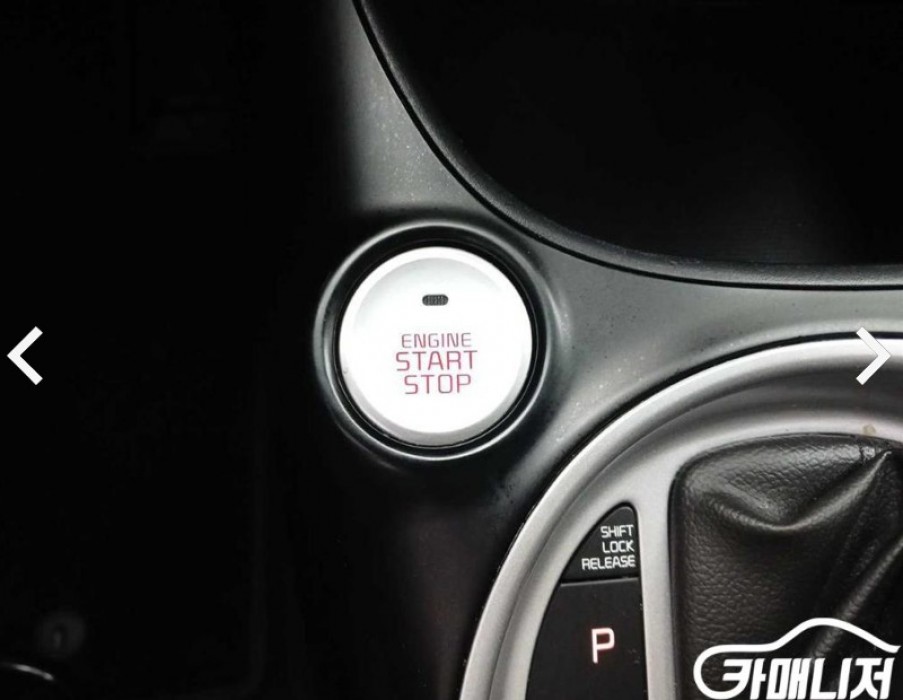 ENGINE
START
STOP
SHIFT
LOCK
RELEASE
P
카매니저